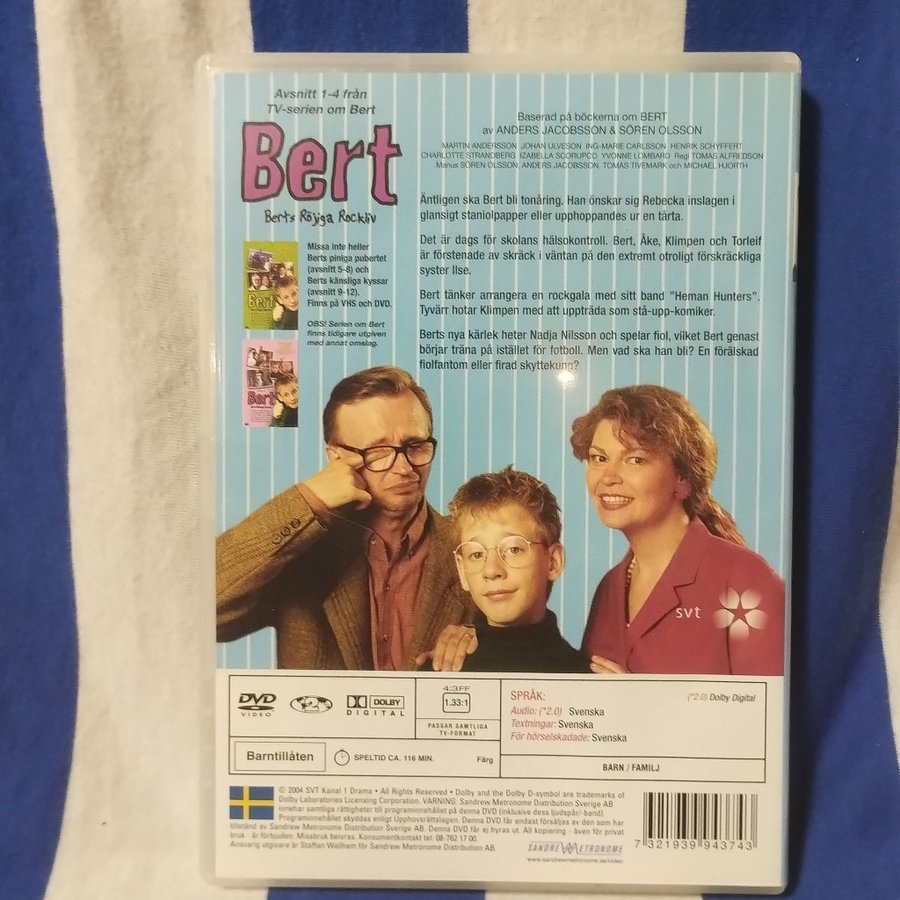 Avsnitt 1-4 från
TV-serien om Bert
Bert
Berts Röjiga Rockliv
Baserad på böckerna om BERT
av ANDERS JACOBSSON & SÖREN OLSSON
MARTIN ANDERSSON JOHAN ULVESON ING-MARIE CARLSSON HENRIK SCHYFFERT
CHARLOTTE STRANDBERG IZABELLA SCORUPCO YVONNE LOMBARD Regi TOMAS ALFREDSON
Manus SÖREN OLSSON, ANDERS JACOBSSON, TOMAS TIVEMARK och MICHAEL HJORTH
Äntligen ska Bert bli tonåring. Han önskar sig Rebecka inslagen i
glansigt staniolpapper eller upphoppandes ur en tårta.
Det är dags för skolans hälsokontroll. Bert, Åke, Klimpen och Torleif
är förstenade av skräck i väntan på den extremt otroligt förskräckliga
syster Ilse.
Bert tänker arrangera en rockgala med sitt band "Heman Hunters".
Tyvärr hotar Klimpen med att uppträda som stå-upp-komiker.
Berts nya kärlek heter Nadja Nilsson och spelar fiol, vilket Bert genast
börjar träna på istället för fotboll. Men vad ska han bli? En förälskad
fiolfantom eller firad skyttekung?
Missa inte heller
Berts piniga pubertet
(avsnitt 5-8) och
Berts känsliga kyssar
(avsnitt 9-12).
Finns på VHS och DVD.
OBS! Serien om Bert
finns tidigare utgiven
med annat omslag.
Bert
Bert
svt
DVD
VIDEO
2
DOLBY
DIGITAL
4:3 FF
1.33:1
PASSAR SAMTLIGA
TV-FORMAT
Barntillåten
SPELTID CA. 116 MIN.
Färg
SPRÅK:
(*2.0) Dolby Digital
Audio: (*2.0) Svenska
Textningar: Svenska
För hörselskadade: Svenska
BARN / FAMILJ
© 2004 SVT Kanal 1 Drama • All Rights Reserved. • Dolby and the Dolby D-symbol are trademarks of
Dolby Laboratories Licensing Corporation. VARNING. Sandrew Metronome Distribution Sverige AB
innehar samtliga rättigheter till programinnehållet på denna DVD (inklusive dess ljudspår/-band).
Programinnehållet skyddas enligt Upphovsrättslagen. Denna DVD får endast försäljas av den som har
tillstånd av Sandrew Metronome Distribution Sverige AB. Denna DVD får ej hyras ut. All kopiering - även för privat
bruk - är förbjuden. Missbruk beivras. Konsumentkontakt tel: 08-762 17 00.
Ansvarig utgivare är Staffan Wallhem för Sandrew Metronome Distribution AB.
SANDREW METRONOME
www.sandrewmetronome.se/video
7 321939 943743